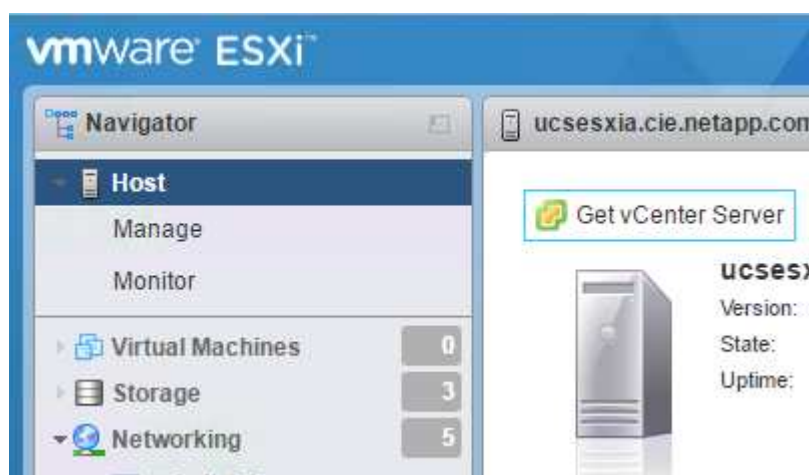 vmware ESXi™
Navigator
ucsesxia.cie.netapp.com
Host
Get vCenter Server
Manage
Monitor
Version:
State:
Uptime:
Virtual Machines 0
Storage 3
Networking 5